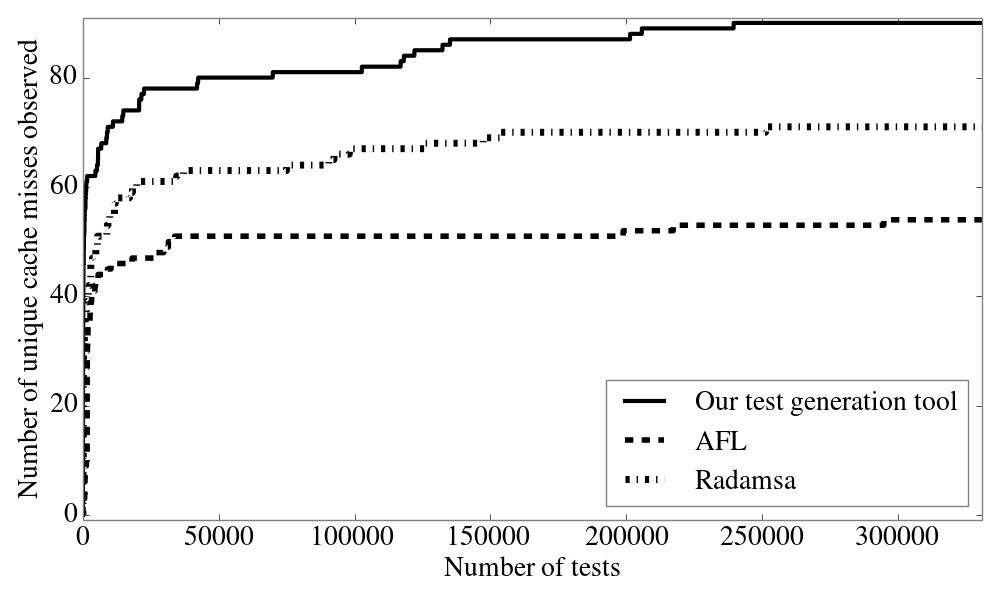 Number of unique cache misses observed
80
60
40
20
0
0 50000 100000 150000 200000 250000 300000
Number of tests
Our test generation tool
AFL
Radamsa